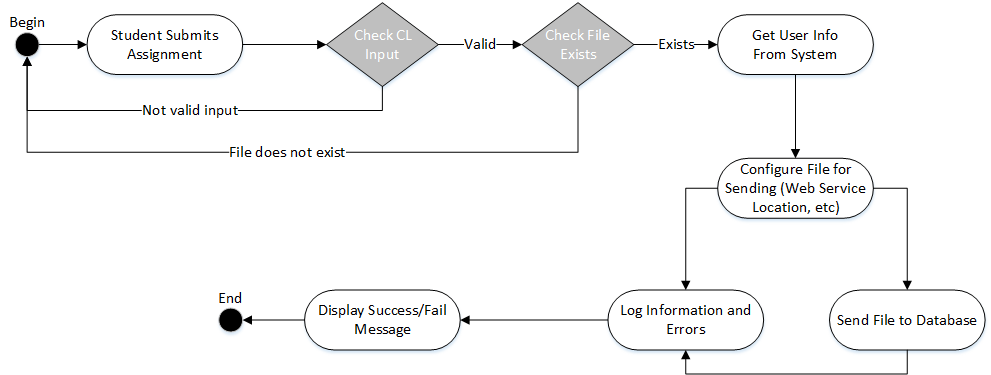 Begin
Student Submits
Assignment
Check CL
Input
Valid
Check File
Exists
Exists
Get User Info
From System
Not valid input
File does not exist
Configure File for
Sending (Web Service
Location, etc)
End
Display Success/Fail
Message
Log Information and
Errors
Send File to Database